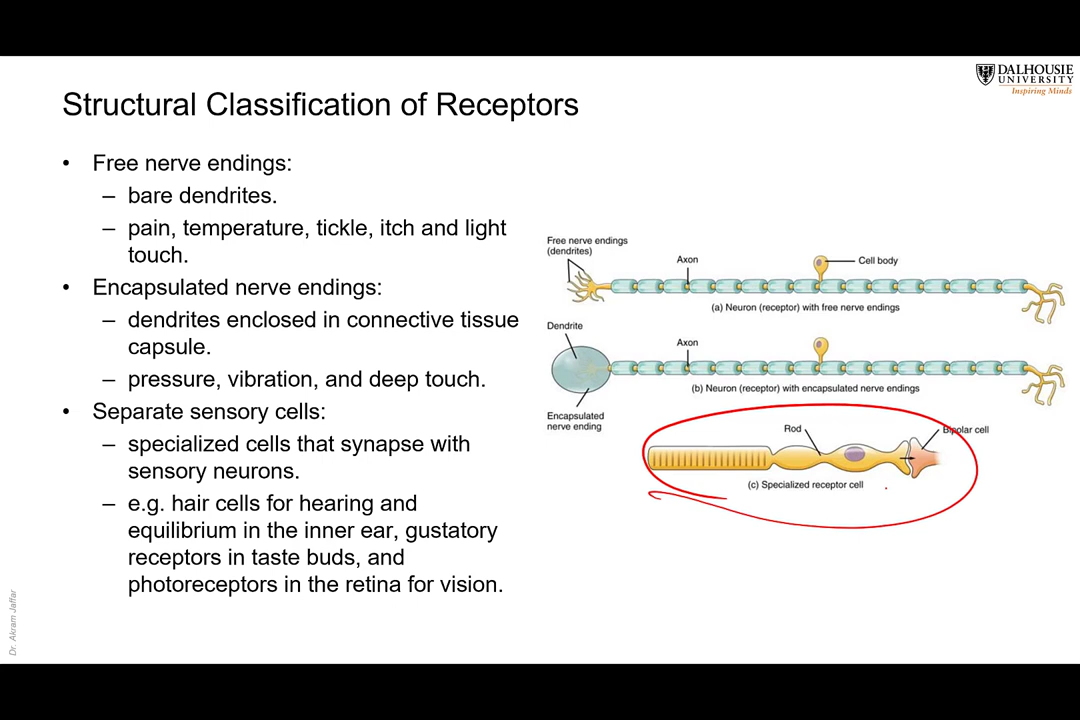 DALHOUSIE
UNIVERSITY
Inspiring Minds
Structural Classification of Receptors
• Free nerve endings:
– bare dendrites.
– pain, temperature, tickle, itch and light
touch.
• Encapsulated nerve endings:
– dendrites enclosed in connective tissue
capsule.
– pressure, vibration, and deep touch.
• Separate sensory cells:
– specialized cells that synapse with
sensory neurons.
– e.g. hair cells for hearing and
equilibrium in the inner ear, gustatory
receptors in taste buds, and
photoreceptors in the retina for vision.
Free nerve endings
(dendrites)
Axon
Cell body
(a) Neuron (receptor) with free nerve endings
Dendrite
Axon
(b) Neuron (receptor) with encapsulated nerve endings
Encapsulated
nerve ending
Rod
Bipolar cell
(c) Specialized receptor cell
Dr. Akram Jaffar